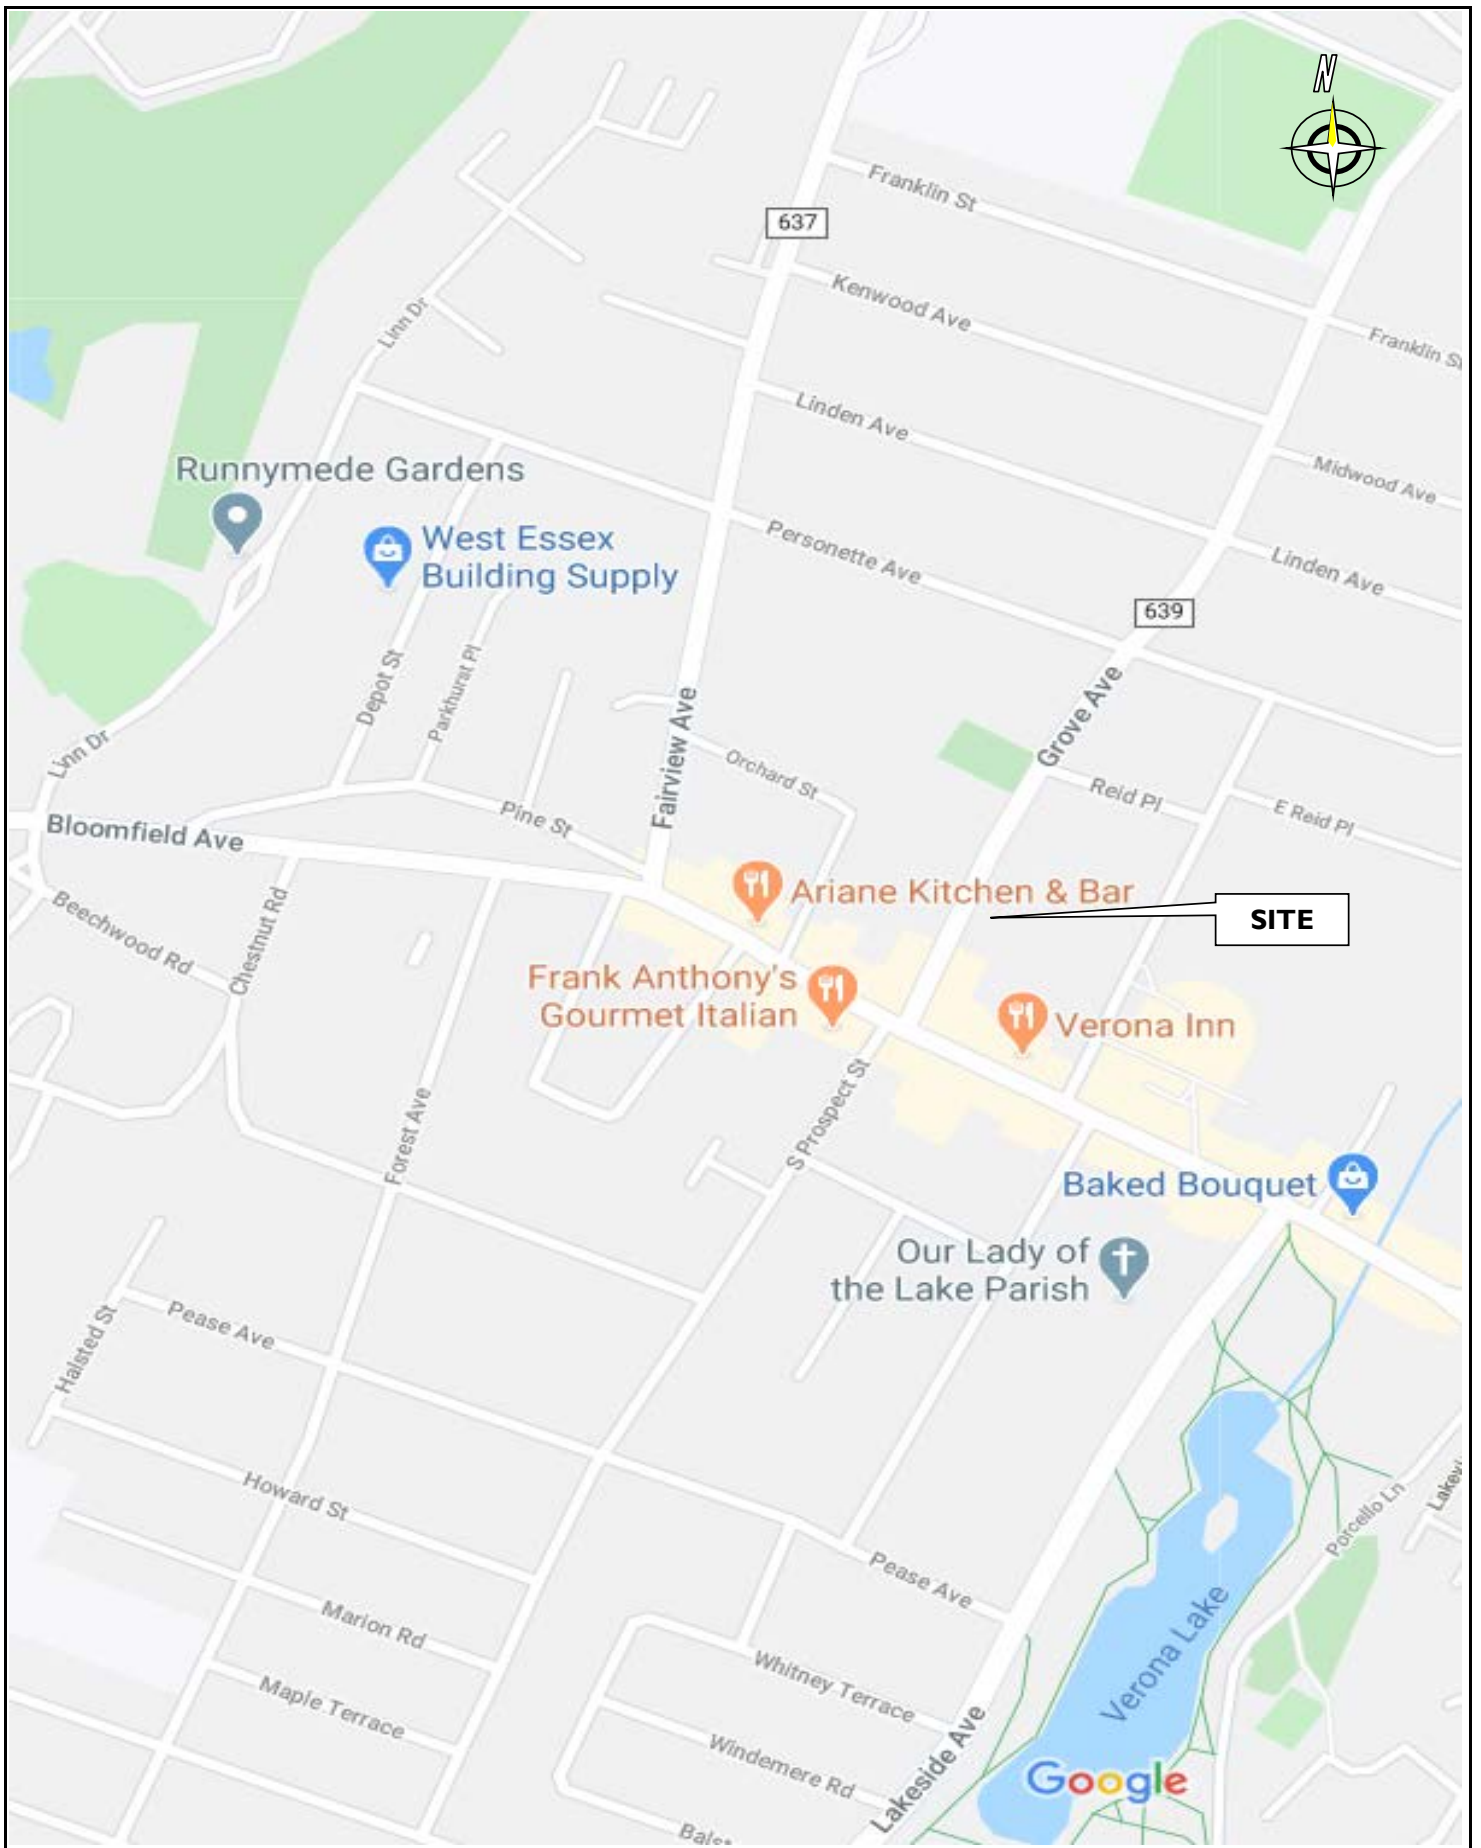 N
Franklin St
637
Kenwood Ave
Linn Dr
Franklin St
Linden Ave
Runnymede Gardens
Midwood Ave
West Essex
Building Supply
Personette Ave
Linden Ave
639
Depot St
Parkhurst Pl
Grove Ave
Fairview Ave
Linn Dr
Orchard St
Reid Pl
E Reid Pl
Pine St
Bloomfield Ave
Ariane Kitchen & Bar
SITE
Beechwood Rd
Chestnut Rd
Frank Anthony's
Gourmet Italian
Verona Inn
S Prospect St
Forest Ave
Baked Bouquet
Our Lady of
the Lake Parish
Halsted St
Pease Ave
Howard St
Porcello Ln
Pease Ave
Marion Rd
Verona Lake
Whitney Terrace
Maple Terrace
Windemere Rd
Lakeside Ave
Google